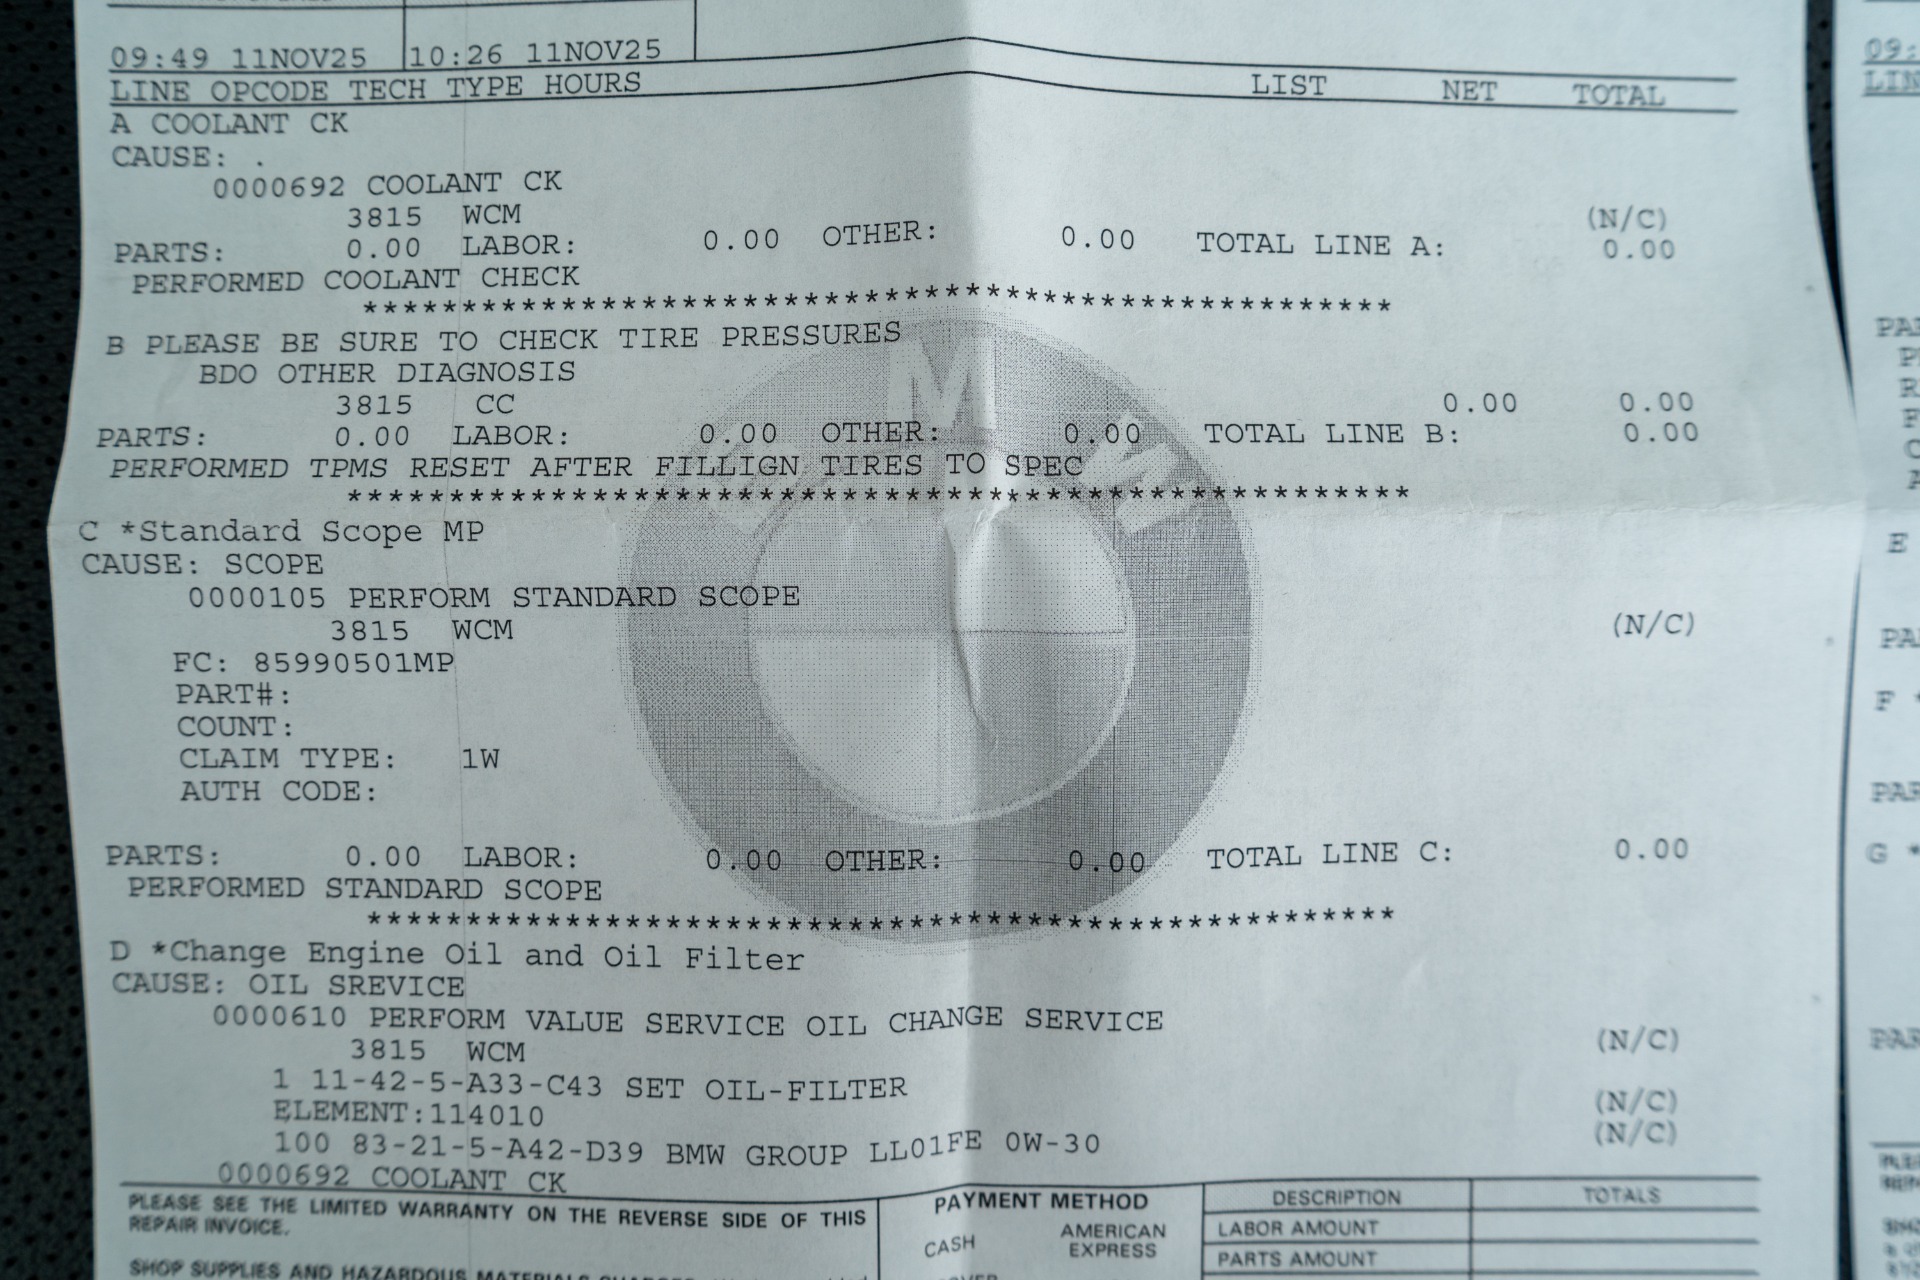 09:49 11NOV25 10:26 11NOV25
LINE OPCODE TECH TYPE HOURS LIST NET TOTAL
A COOLANT CK
CAUSE: .
0000692 COOLANT CK
3815 WCM (N/C)
PARTS: 0.00 LABOR: 0.00 OTHER: 0.00 TOTAL LINE A: 0.00
PERFORMED COOLANT CHECK
***************************************************
B PLEASE BE SURE TO CHECK TIRE PRESSURES
BDO OTHER DIAGNOSIS
3815 CC 0.00 0.00
PARTS: 0.00 LABOR: 0.00 OTHER: 0.00 TOTAL LINE B: 0.00
PERFORMED TPMS RESET AFTER FILLIGN TIRES TO SPEC
***************************************************
C *Standard Scope MP
CAUSE: SCOPE
0000105 PERFORM STANDARD SCOPE
3815 WCM (N/C)
FC: 85990501MP
PART#:
COUNT:
CLAIM TYPE: 1W
AUTH CODE:
PARTS: 0.00 LABOR: 0.00 OTHER: 0.00 TOTAL LINE C: 0.00
PERFORMED STANDARD SCOPE
***************************************************
D *Change Engine Oil and Oil Filter
CAUSE: OIL SREVICE
0000610 PERFORM VALUE SERVICE OIL CHANGE SERVICE
3815 WCM (N/C)
1 11-42-5-A33-C43 SET OIL-FILTER
ELEMENT:114010 (N/C)
100 83-21-5-A42-D39 BMW GROUP LL01FE 0W-30 (N/C)
0000692 COOLANT CK
PLEASE SEE THE LIMITED WARRANTY ON THE REVERSE SIDE OF THIS
REPAIR INVOICE.
SHOP SUPPLIES AND HAZARDOUS MATERIALS
PAYMENT METHOD
CASH AMERICAN EXPRESS
DESCRIPTION TOTALS
LABOR AMOUNT
PARTS AMOUNT
E
F *
G *